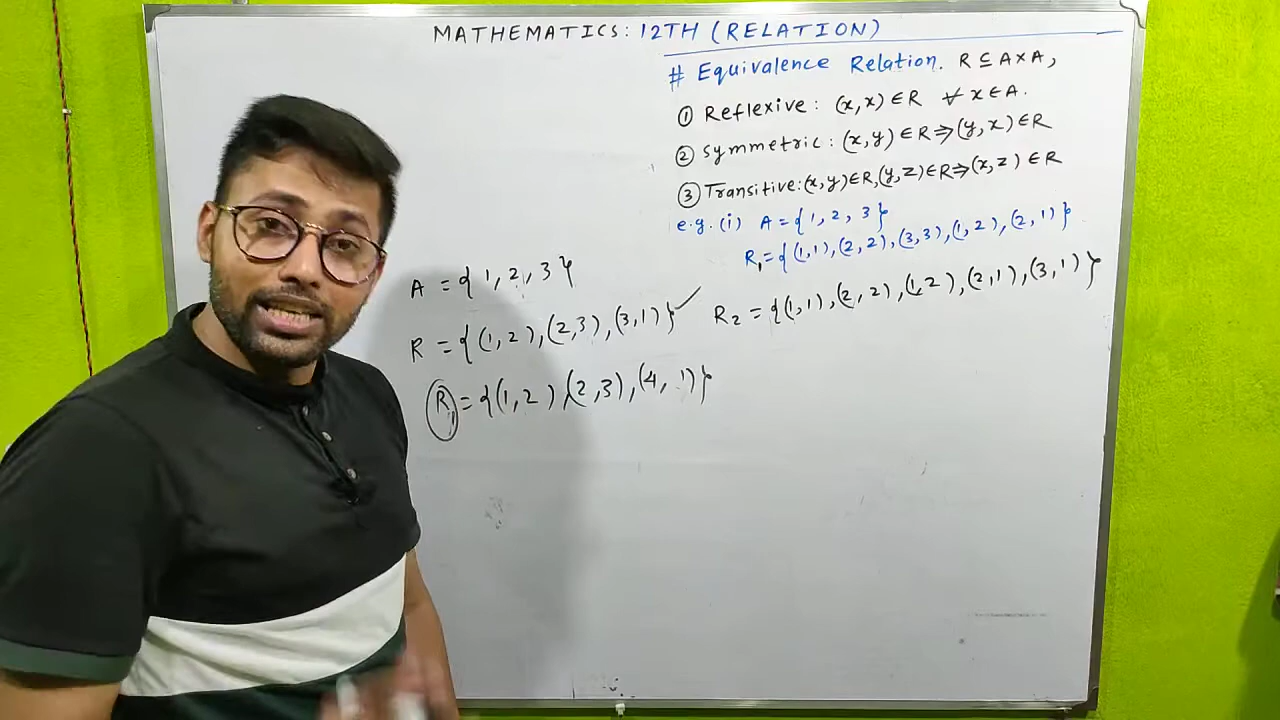 MATHEMATICS: 12TH (RELATION)
# Equivalence Relation. R ⊆ A×A,
① Reflexive: (x,x) ∈ R ∀ x ∈ A.
② Symmetric: (x,y) ∈ R ⇒ (y,x) ∈ R
③ Transitive: (x,y) ∈ R, (y,z) ∈ R ⇒ (x,z) ∈ R
e.g. (i) A = {1, 2, 3}
R₁ = {(1,1), (2,2), (3,3), (1,2), (2,1)}
R₂ = {(1,1), (2,2), (1,2), (2,1), (3,1)}
A = {1, 2, 3}
R = {(1,2), (2,3), (3,1)} ✓
R₁ = {(1,2), (2,3), (4,1)}